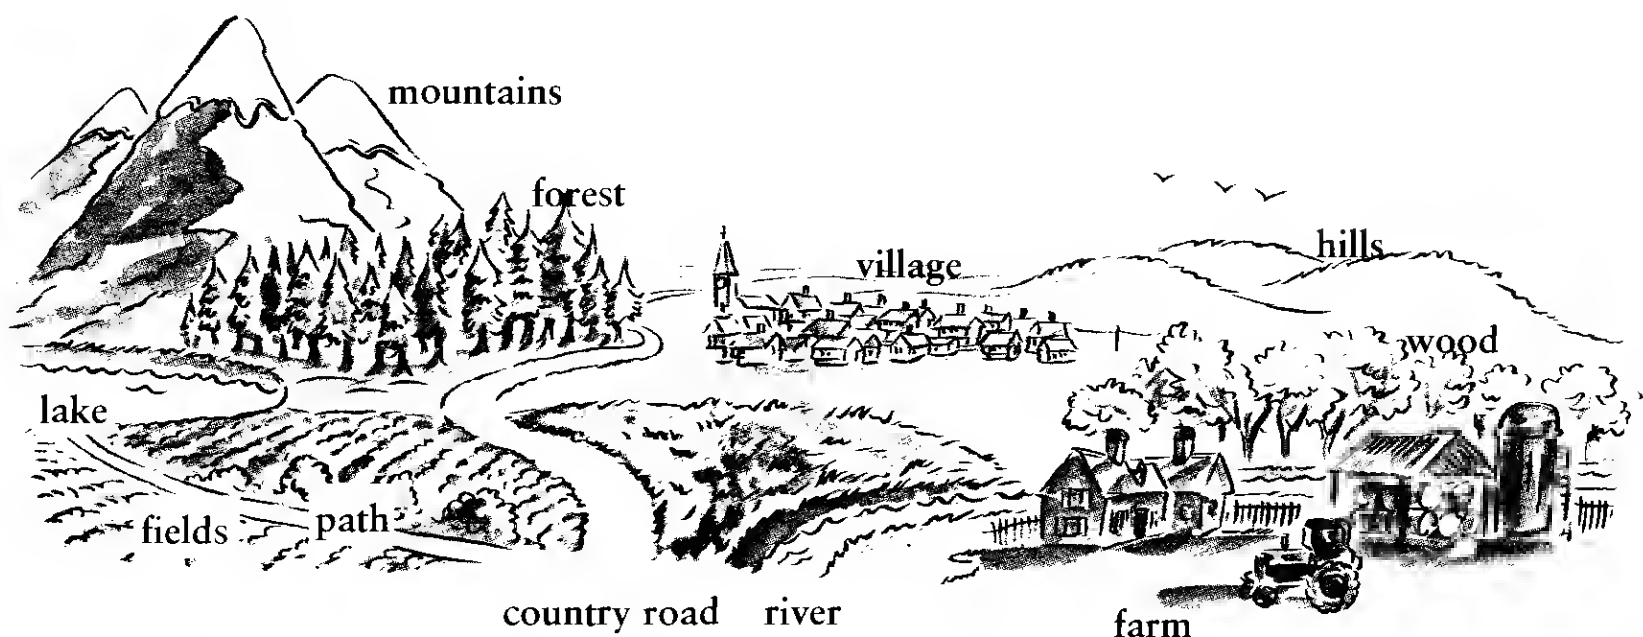 mountains
forest
village
hills
wood
lake
fields
path
country road
river
farm